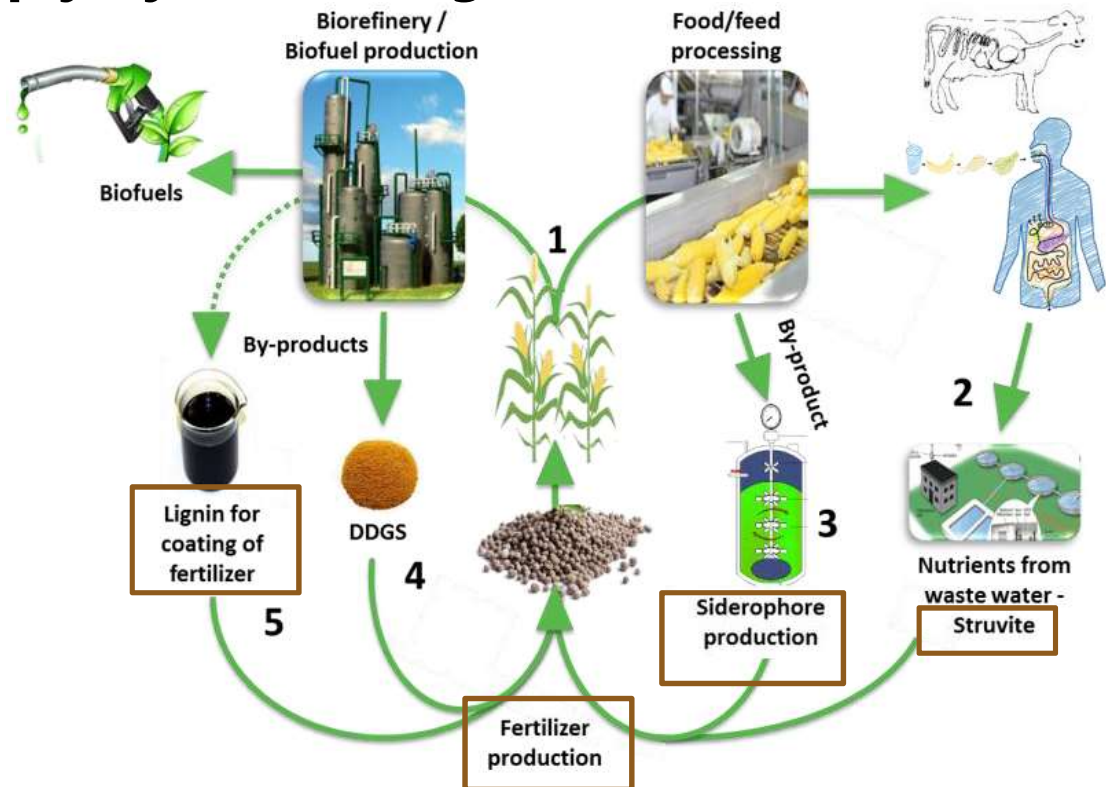 Biorefinery /
Biofuel production
Food/feed
processing
Biofuels
1
By-products
By-product
2
Lignin for
coating of
fertilizer
DDGS
3
4
5
Siderophore
production
Nutrients from
waste water -
Struvite
Fertilizer
production